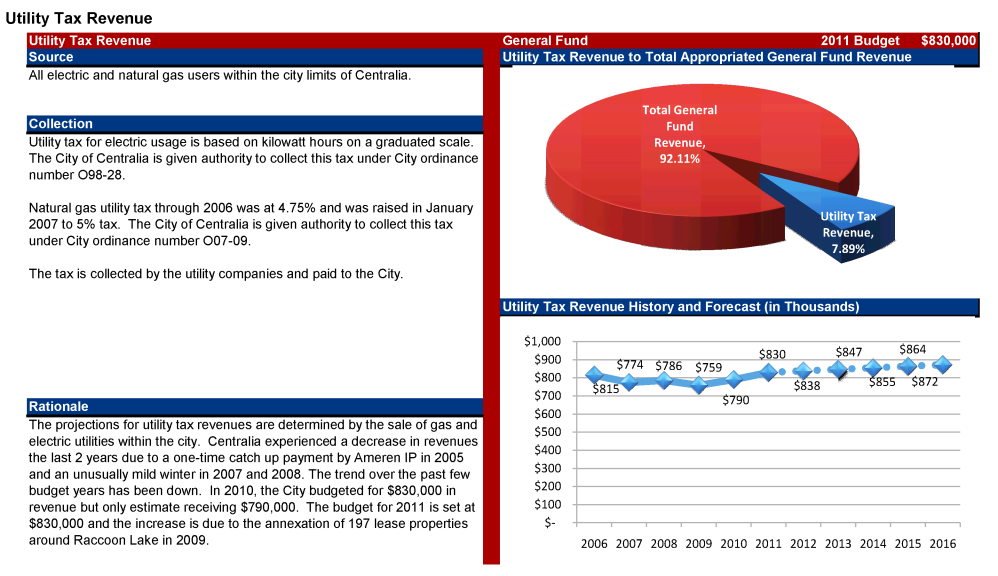 Utility Tax Revenue
Utility Tax Revenue
Source
All electric and natural gas users within the city limits of Centralia.
Collection
Utility tax for electric usage is based on kilowatt hours on a graduated scale.
The City of Centralia is given authority to collect this tax under City ordinance
number O98-28.
Natural gas utility tax through 2006 was at 4.75% and was raised in January
2007 to 5% tax.  The City of Centralia is given authority to collect this tax
under City ordinance number O07-09.
The tax is collected by the utility companies and paid to the City.
Rationale
The projections for utility tax revenues are determined by the sale of gas and
electric utilities within the city.  Centralia experienced a decrease in revenues
the last 2 years due to a one-time catch up payment by Ameren IP in 2005
and an unusually mild winter in 2007 and 2008. The trend over the past few
budget years has been down.  In 2010, the City budgeted for $830,000 in
revenue but only estimate receiving $790,000.  The budget for 2011 is set at
$830,000 and the increase is due to the annexation of 197 lease properties
around Raccoon Lake in 2009.
General Fund 2011 Budget $830,000
Utility Tax Revenue to Total Appropriated General Fund Revenue
Total General
Fund
Revenue,
92.11%
Utility Tax
Revenue,
7.89%
Utility Tax Revenue History and Forecast (in Thousands)
$1,000
$900
$800
$700
$600
$500
$400
$300
$200
$100
$-
$815
$774
$786
$759
$790
$830
$838
$847
$855
$864
$872
2006 2007 2008 2009 2010 2011 2012 2013 2014 2015 2016